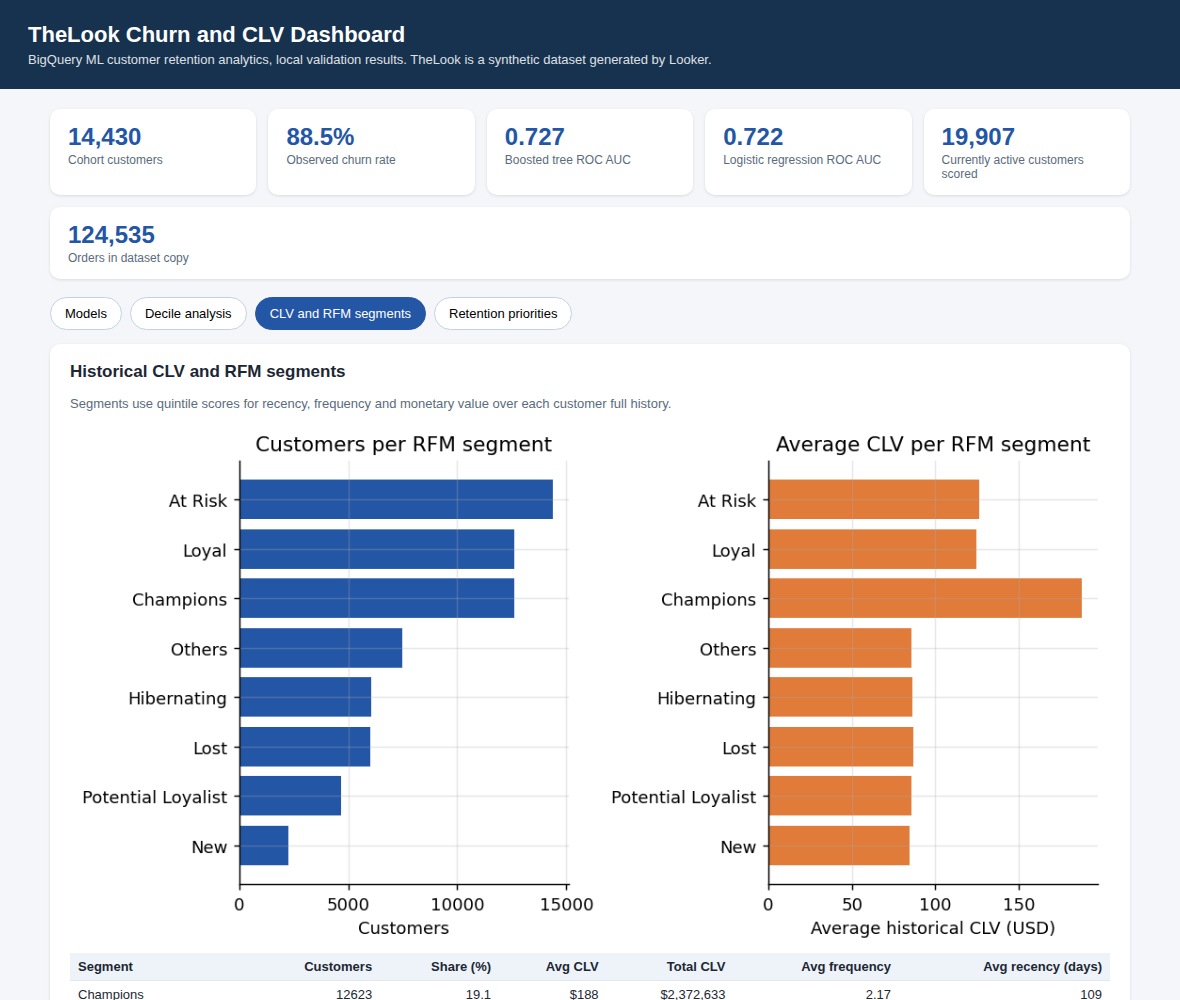 TheLook Churn and CLV Dashboard
BigQuery ML customer retention analytics, local validation results. TheLook is a synthetic dataset generated by Looker.
14,430
Cohort customers
88.5%
Observed churn rate
0.727
Boosted tree ROC AUC
0.722
Logistic regression ROC AUC
19,907
Currently active customers
scored
124,535
Orders in dataset copy
Models
Decile analysis
CLV and RFM segments
Retention priorities
Historical CLV and RFM segments
Segments use quintile scores for recency, frequency and monetary value over each customer full history.
Customers per RFM segment
At Risk
Loyal
Champions
Others
Hibernating
Lost
Potential Loyalist
New
0 5000 10000 15000
Customers
Average CLV per RFM segment
At Risk
Loyal
Champions
Others
Hibernating
Lost
Potential Loyalist
New
0 50 100 150
Average historical CLV (USD)
Segment Customers Share (%) Avg CLV Total CLV Avg frequency Avg recency (days)
Champions 12623 19.1 $188 $2,372,633 2.17 109